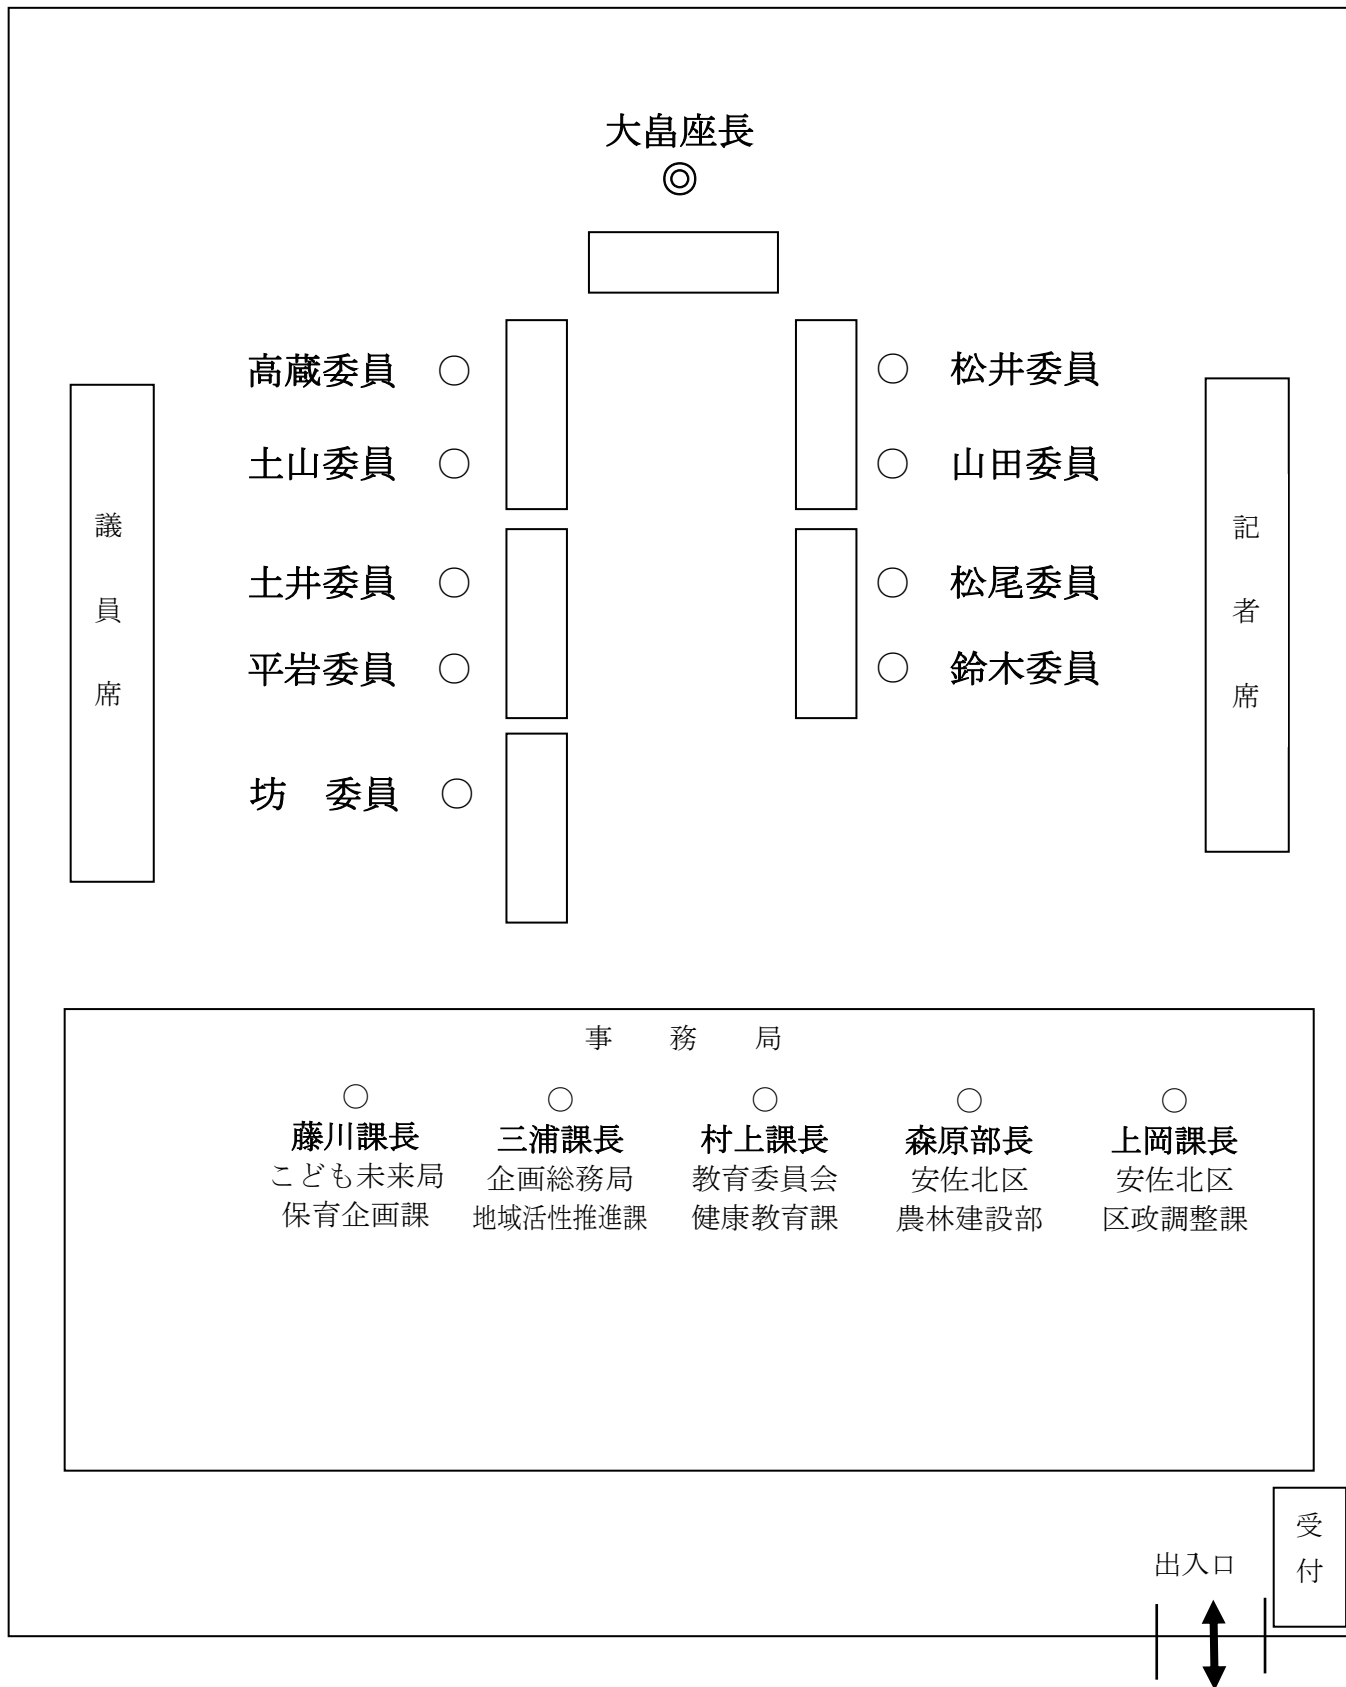 大畠座長
◎
高蔵委員 ○
○ 松井委員
土山委員 ○
○ 山田委員
土井委員 ○
○ 松尾委員
平岩委員 ○
○ 鈴木委員
坊　委員 ○
議員席
記者席
事　務　局
○ ○ ○ ○ ○
藤川課長 三浦課長 村上課長 森原部長 上岡課長
こども未来局 企画総務局 教育委員会 安佐北区 安佐北区
保育企画課 地域活性推進課 健康教育課 農林建設部 区政調整課
受付
出入口